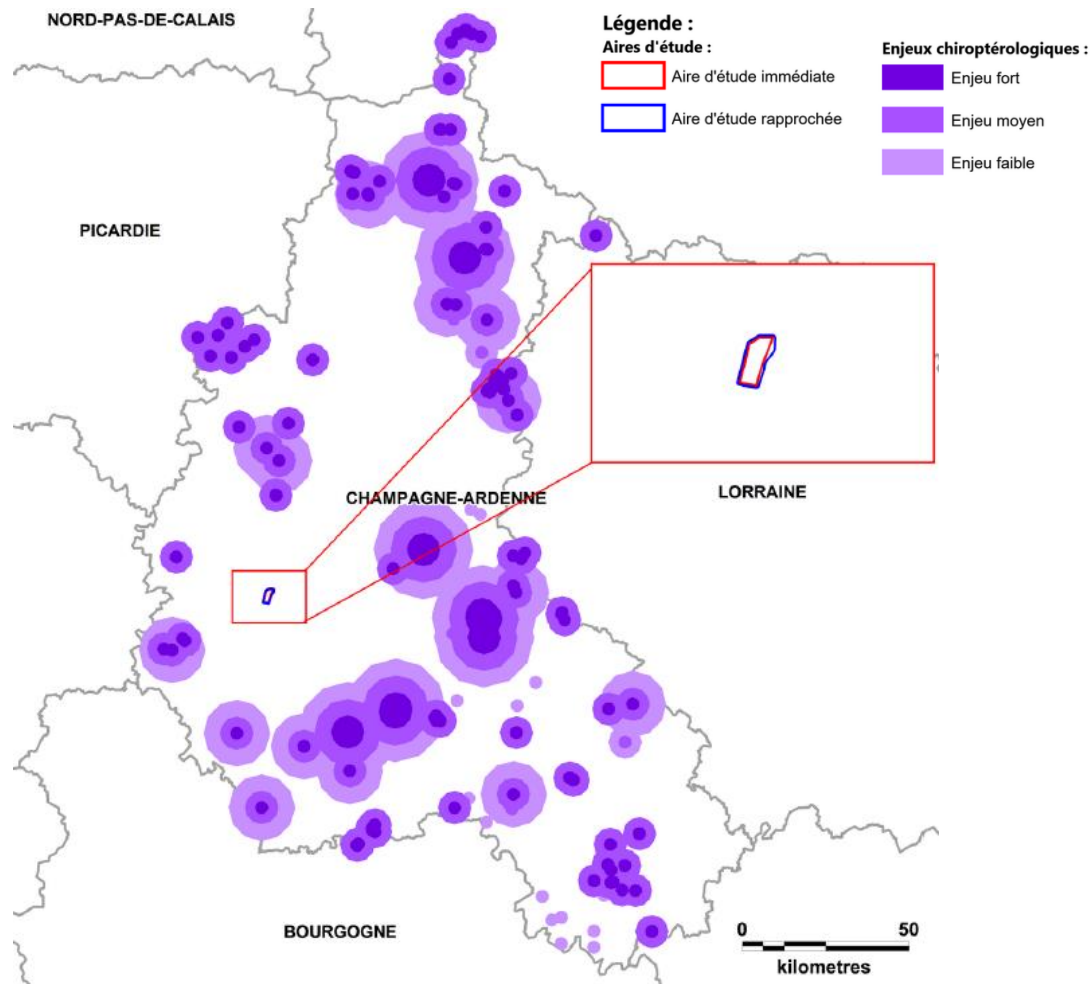 NORD-PAS-DE-CALAIS
Légende :
Aires d'étude :
Enjeux chiroptérologiques :
Aire d'étude immédiate
Enjeu fort
Aire d'étude rapprochée
Enjeu moyen
Enjeu faible
PICARDIE
CHAMPAGNE-ARDENNE
LORRAINE
BOURGOGNE
0
50
kilometres